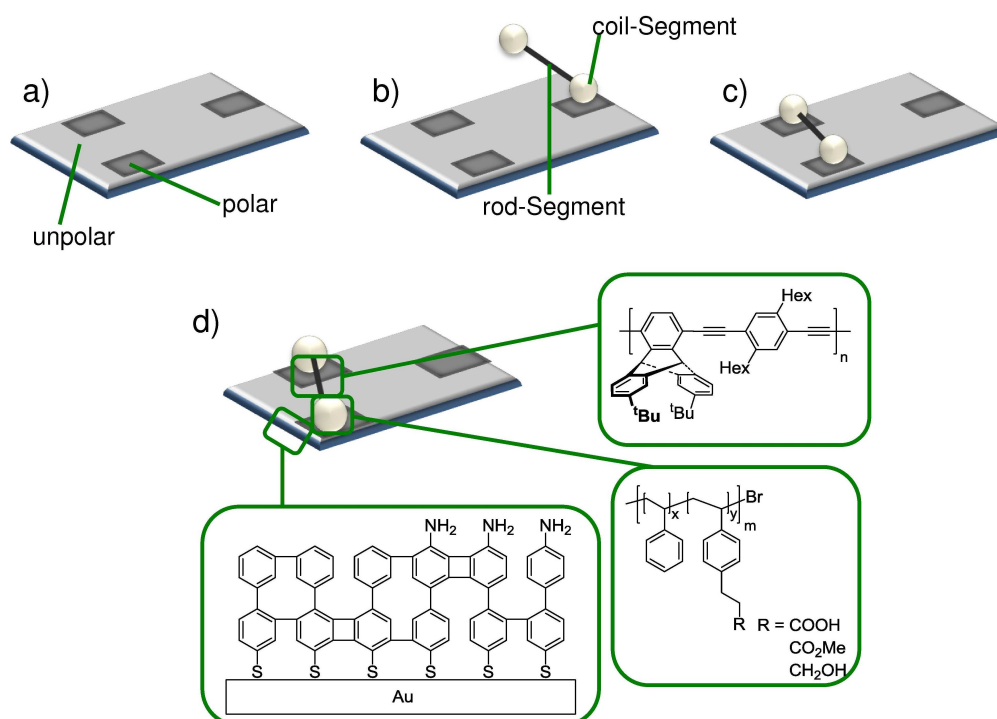 a)
unpolar
polar
b)
coil-Segment
rod-Segment
c)
d)
Hex
Hex
n
tBu
tBu
NH2 NH2 NH2
S S S S S S
Au
Br
x y m
R R = COOH
CO2Me
CH2OH